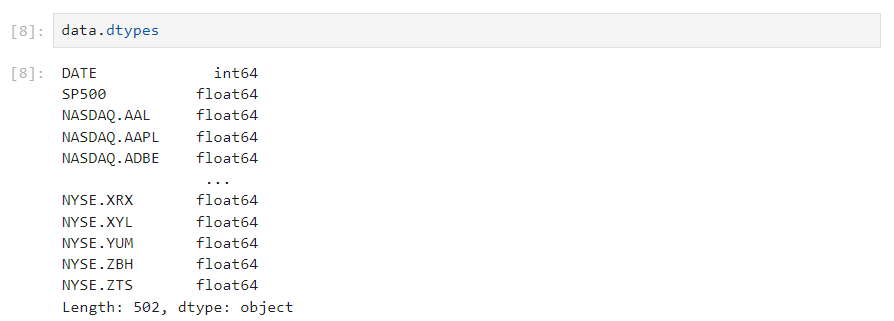 [8]: data.dtypes
[8]: DATE int64
SP500 float64
NASDAQ.AAL float64
NASDAQ.AAPL float64
NASDAQ.ADBE float64
...
NYSE.XRX float64
NYSE.XYL float64
NYSE.YUM float64
NYSE.ZBH float64
NYSE.ZTS float64
Length: 502, dtype: object